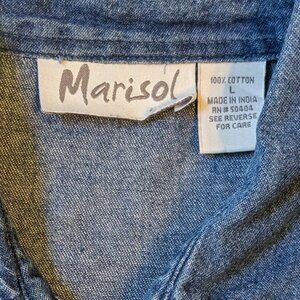 Marisol
100% COTTON
L
MADE IN INDIA
RN # 50404
SEE REVERSE
FOR CARE